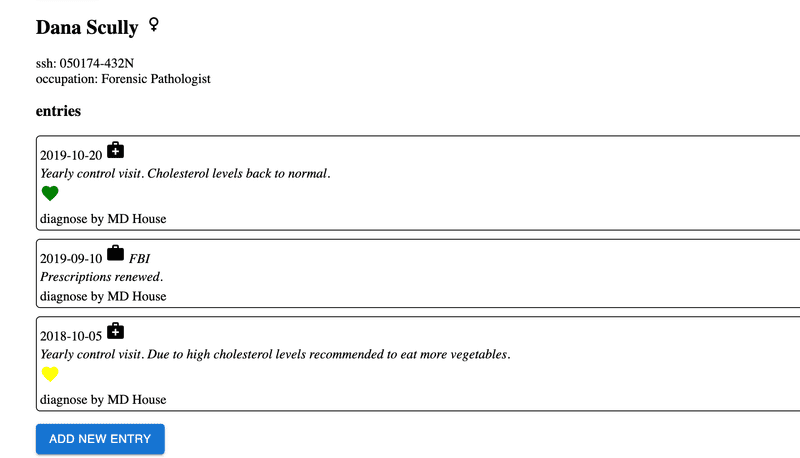 Dana Scully
ssh: 050174-432N
occupation: Forensic Pathologist
entries
2019-10-20
Yearly control visit. Cholesterol levels back to normal.
diagnose by MD House
2019-09-10 FBI
Prescriptions renewed.
diagnose by MD House
2018-10-05
Yearly control visit. Due to high cholesterol levels recommended to eat more vegetables.
diagnose by MD House
ADD NEW ENTRY